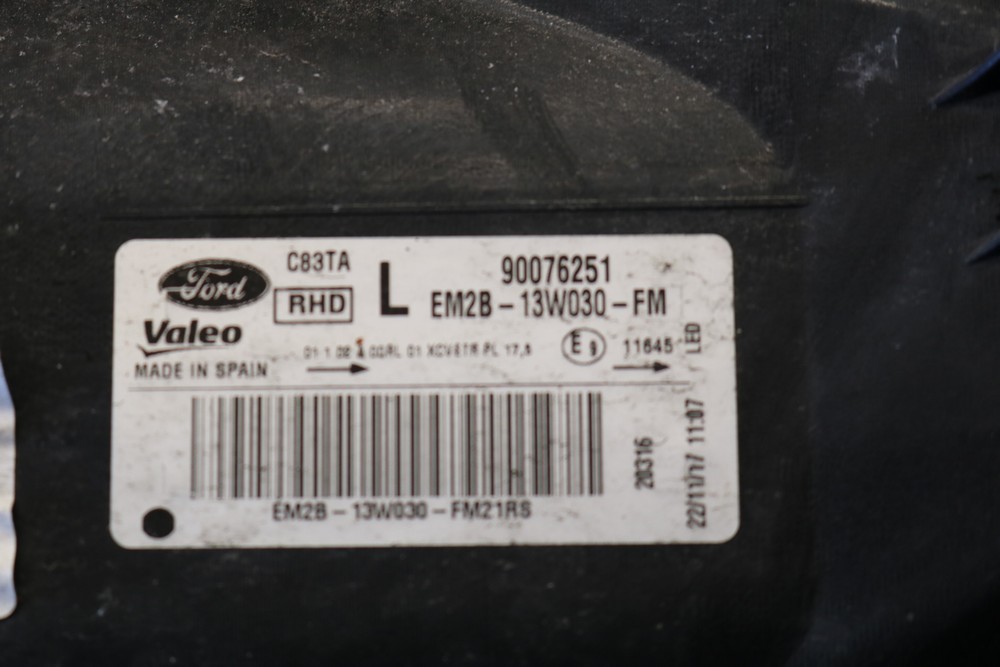 Ford
C83TA
RHD
L
90076251
EM2B-13W030-FM
Valeo
MADE IN SPAIN
E9
11645
LED
20316
22/11/17 11:07
EM2B-13W030-FM21RS